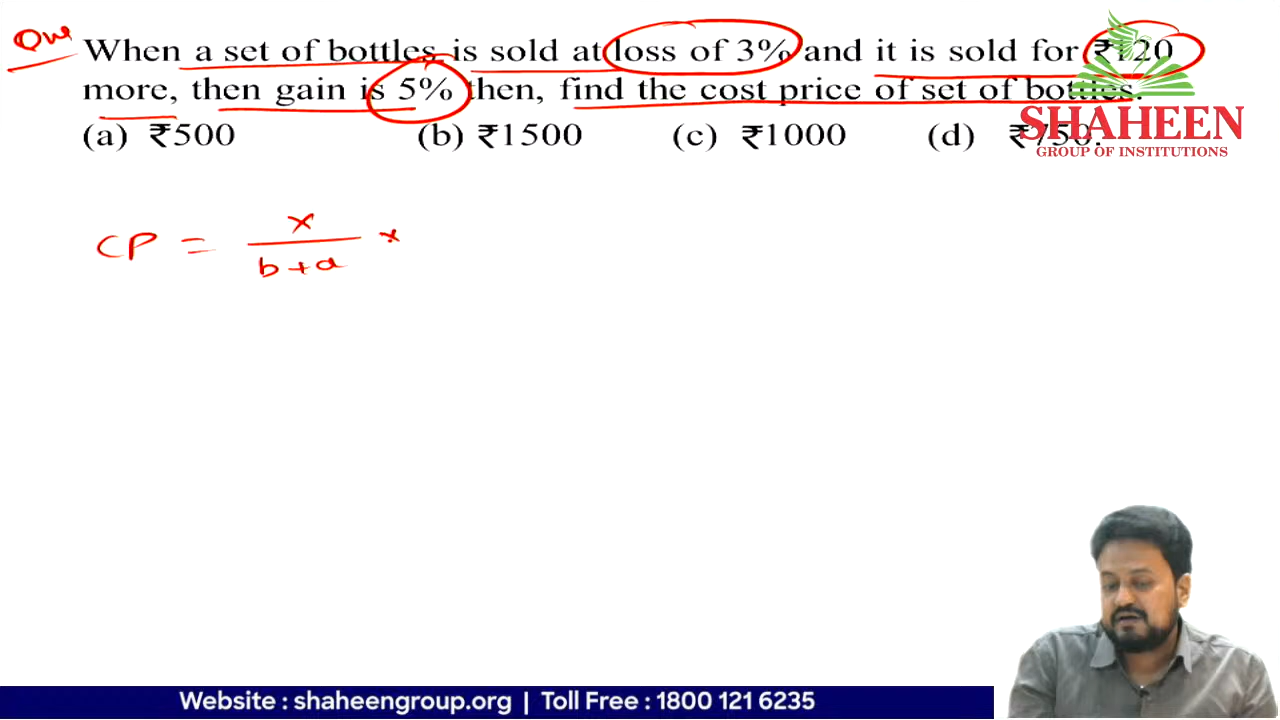 Que
When a set of bottles is sold at loss of 3% and it is sold for ₹120
more, then gain is 5% then, find the cost price of set of bottles.
(a) ₹500 (b) ₹1500 (c) ₹1000 (d) ₹750.
SHAHEEN
GROUP OF INSTITUTIONS
CP = x
b+a ×
Website : shaheengroup.org | Toll Free : 1800 121 6235